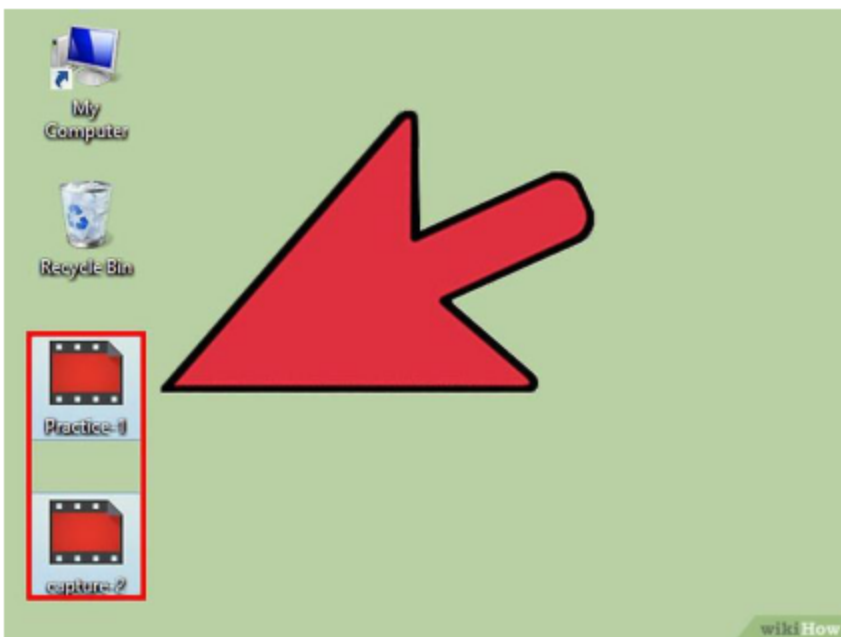 My
Computer
Recycle Bin
Practice-1
capture-2
wikiHow